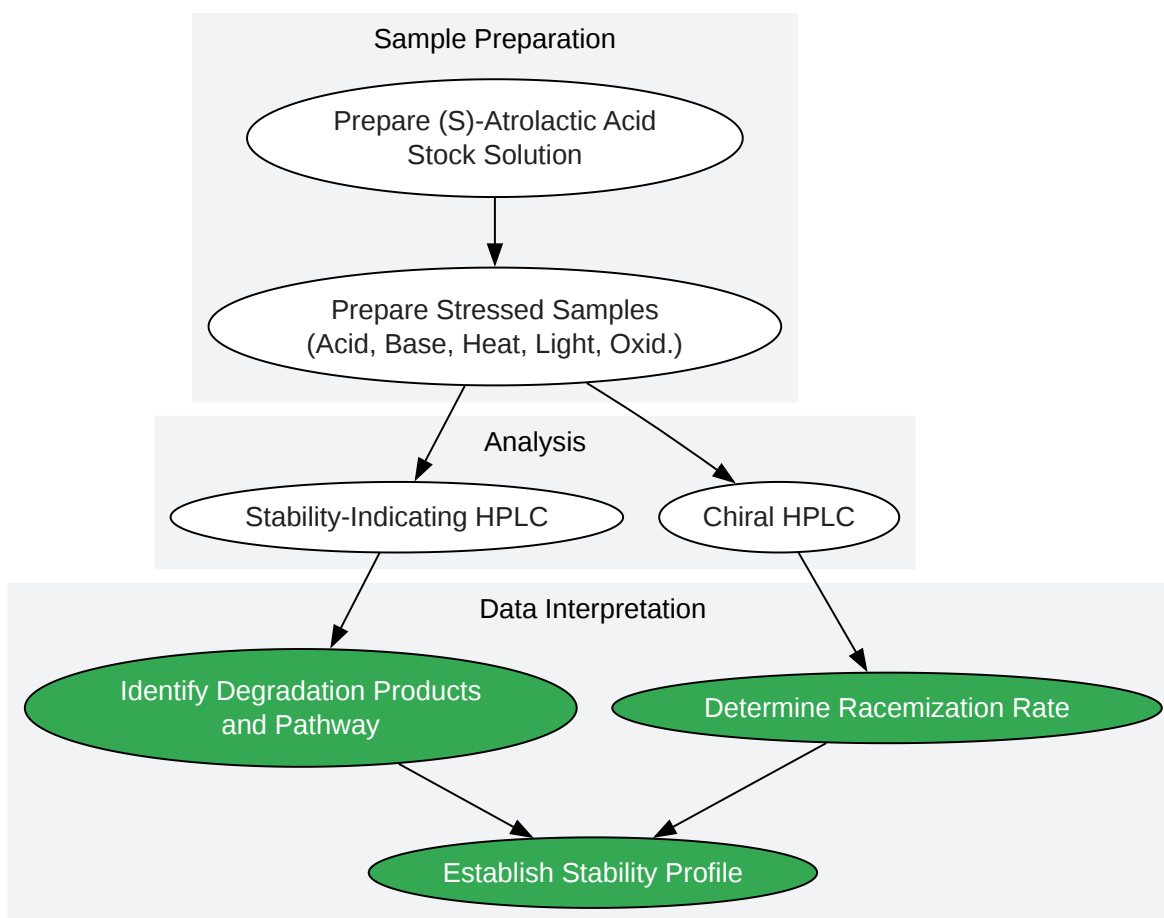 Sample Preparation
Prepare (S)-Atrolactic Acid
Stock Solution
Prepare Stressed Samples
(Acid, Base, Heat, Light, Oxid.)
Analysis
Stability-Indicating HPLC
Chiral HPLC
Data Interpretation
Identify Degradation Products
and Pathway
Determine Racemization Rate
Establish Stability Profile